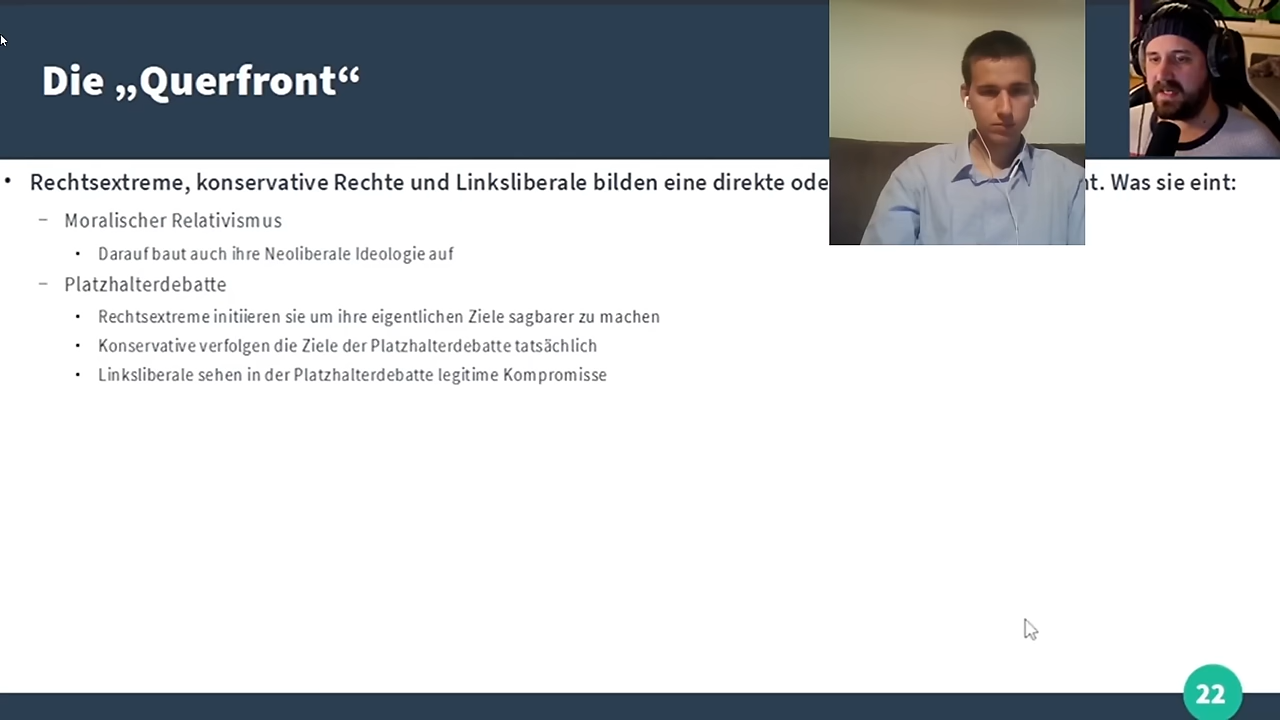 Die „Querfront“
• Rechtsextreme, konservative Rechte und Linksliberale bilden eine direkte ode nt. Was sie eint:
– Moralischer Relativismus
• Darauf baut auch ihre Neoliberale Ideologie auf
– Platzhalterdebatte
• Rechtsextreme initiieren sie um ihre eigentlichen Ziele sagbarer zu machen
• Konservative verfolgen die Ziele der Platzhalterdebatte tatsächlich
• Linksliberale sehen in der Platzhalterdebatte legitime Kompromisse
22